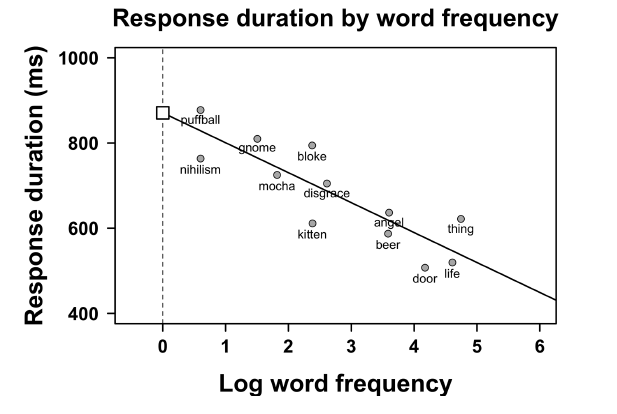 Response duration by word frequency
Response duration (ms)
1000
800
600
400
puffball
gnome
bloke
nihilism
mocha
disgrace
kitten
angel
thing
beer
life
door
0 1 2 3 4 5 6
Log word frequency